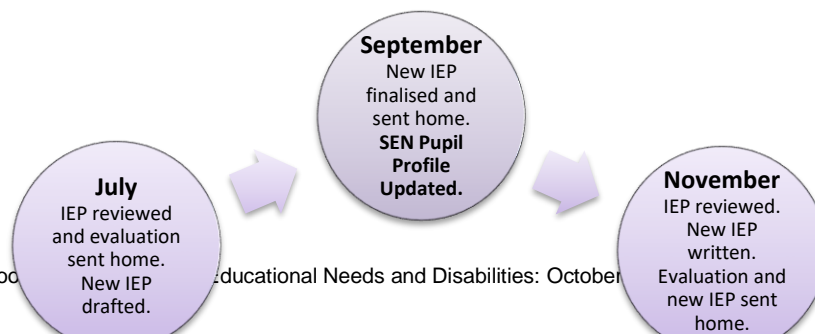 September
New IEP
finalised and
sent home.
SEN Pupil
Profile
Updated.
July
IEP reviewed
and evaluation
sent home.
New IEP
drafted.
November
IEP reviewed.
New IEP
written.
Evaluation and
new IEP sent
home.
Educational Needs and Disabilities: October